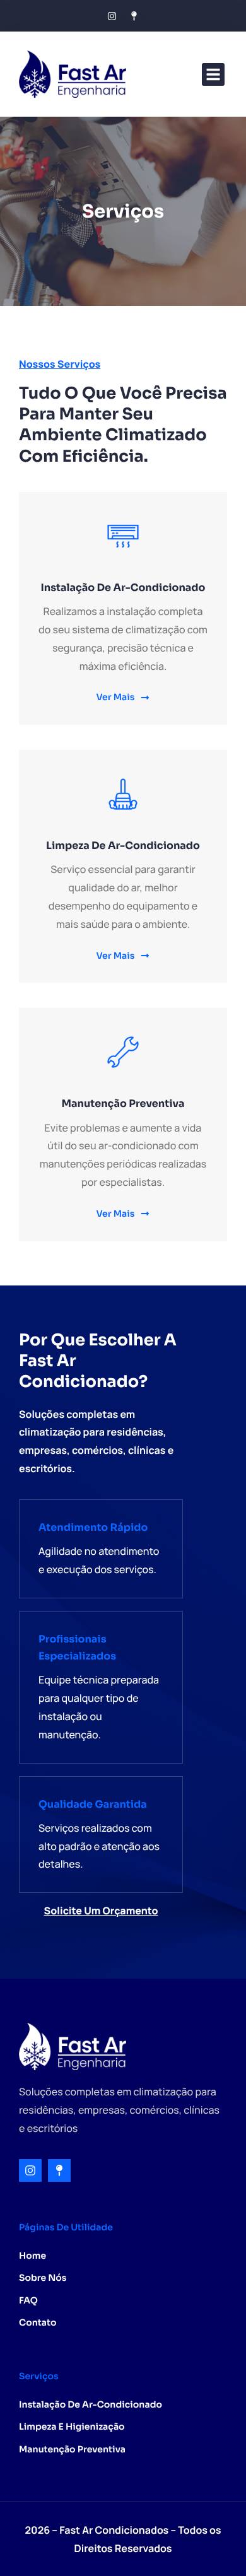 Fast Ar
Engenharia
Serviços
Nossos Serviços
Tudo O Que Você Precisa
Para Manter Seu
Ambiente Climatizado
Com Eficiência.
Instalação De Ar-Condicionado
Realizamos a instalação completa
do seu sistema de climatização com
segurança, precisão técnica e
máxima eficiência.
Ver Mais
Limpeza De Ar-Condicionado
Serviço essencial para garantir
qualidade do ar, melhor
desempenho do equipamento e
mais saúde para o ambiente.
Ver Mais
Manutenção Preventiva
Evite problemas e aumente a vida
útil do seu ar-condicionado com
manutenções periódicas realizadas
por especialistas.
Ver Mais
Por Que Escolher A
Fast Ar
Condicionado?
Soluções completas em
climatização para residências,
empresas, comércios, clínicas e
escritórios.
Atendimento Rápido
Agilidade no atendimento
e execução dos serviços.
Profissionais
Especializados
Equipe técnica preparada
para qualquer tipo de
instalação ou
manutenção.
Qualidade Garantida
Serviços realizados com
alto padrão e atenção aos
detalhes.
Solicite Um Orçamento
Fast Ar
Engenharia
Soluções completas em climatização para
residências, empresas, comércios, clínicas
e escritórios
Páginas De Utilidade
Home
Sobre Nós
FAQ
Contato
Serviços
Instalação De Ar-Condicionado
Limpeza E Higienização
Manutenção Preventiva
2026 – Fast Ar Condicionados – Todos os
Direitos Reservados